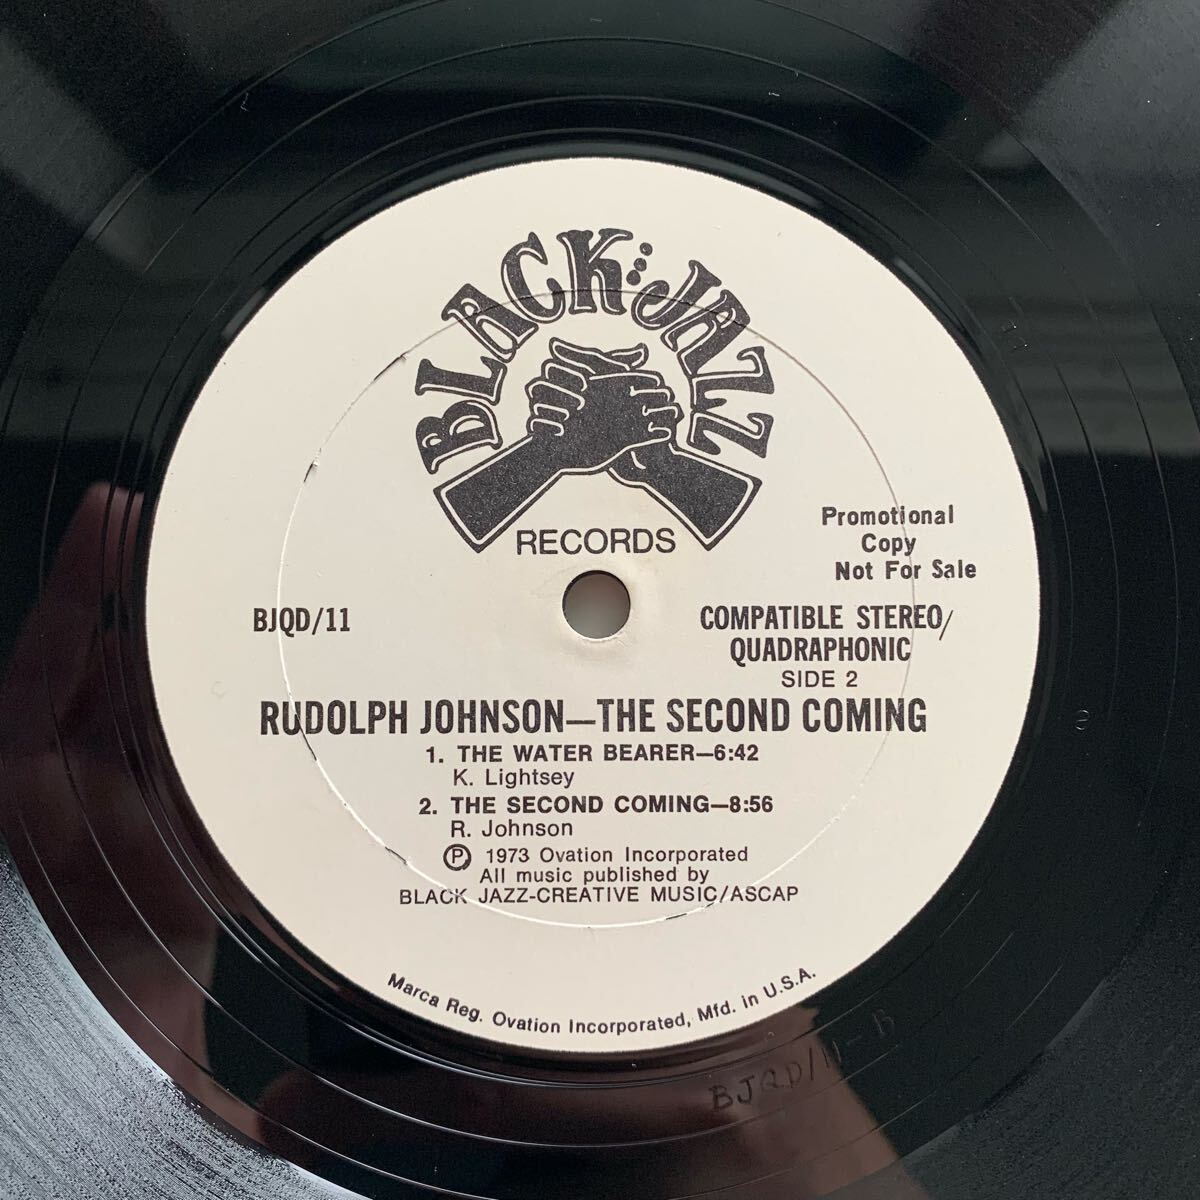 BLACK JAZZ
RECORDS
Promotional
Copy
Not For Sale
BJQD/11
COMPATIBLE STEREO/
QUADRAPHONIC
SIDE 2
RUDOLPH JOHNSON—THE SECOND COMING
1. THE WATER BEARER—6:42
K. Lightsey
2. THE SECOND COMING—8:56
R. Johnson
℗ 1973 Ovation Incorporated
All music published by
BLACK JAZZ-CREATIVE MUSIC/ASCAP
Marca Reg. Ovation Incorporated, Mfd. in U.S.A.
BJQD/11-B